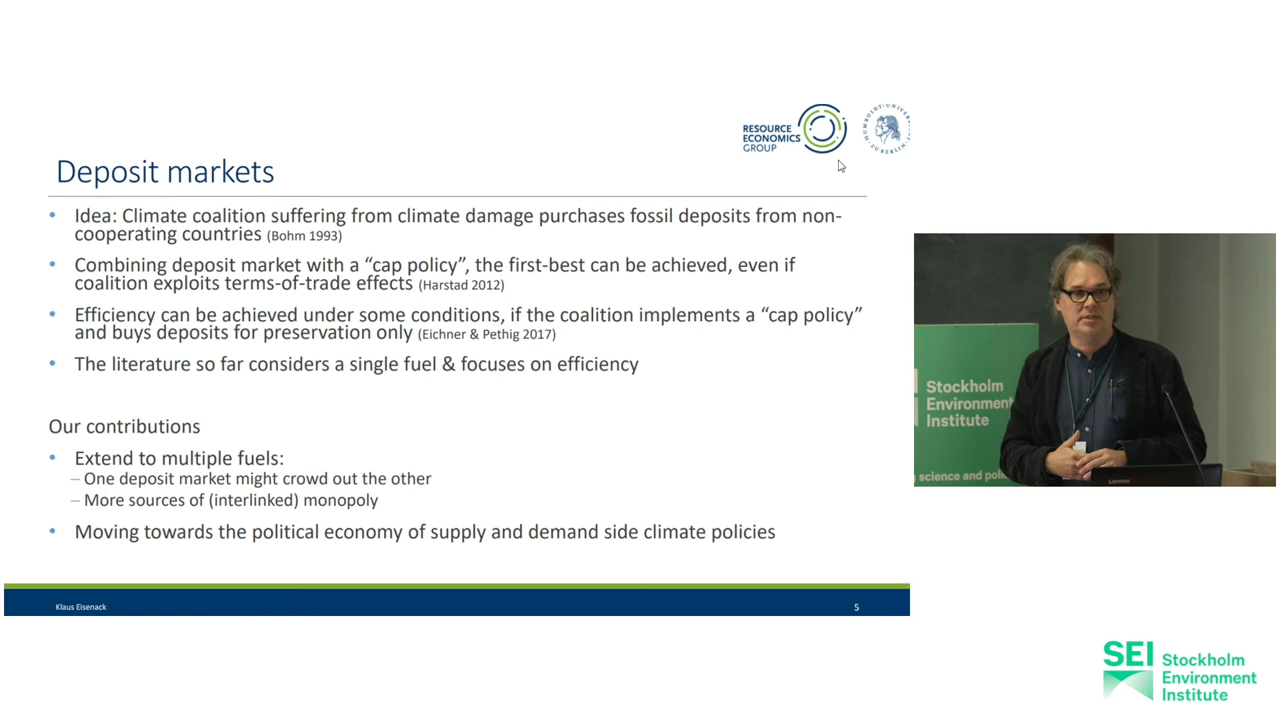 RESOURCE
ECONOMICS
GROUP
HUMBOLDT-UNIVER
ZU BERLIN
Deposit markets
• Idea: Climate coalition suffering from climate damage purchases fossil deposits from non-
cooperating countries (Bohm 1993)
• Combining deposit market with a “cap policy”, the first-best can be achieved, even if
coalition exploits terms-of-trade effects (Harstad 2012)
• Efficiency can be achieved under some conditions, if the coalition implements a “cap policy”
and buys deposits for preservation only (Eichner & Pethig 2017)
• The literature so far considers a single fuel & focuses on efficiency
Our contributions
• Extend to multiple fuels:
– One deposit market might crowd out the other
– More sources of (interlinked) monopoly
• Moving towards the political economy of supply and demand side climate policies
Klaus Eisenack
5
Stockholm
Environment
Institute
science and poli
Lenovo
SEI Stockholm
Environment
Institute